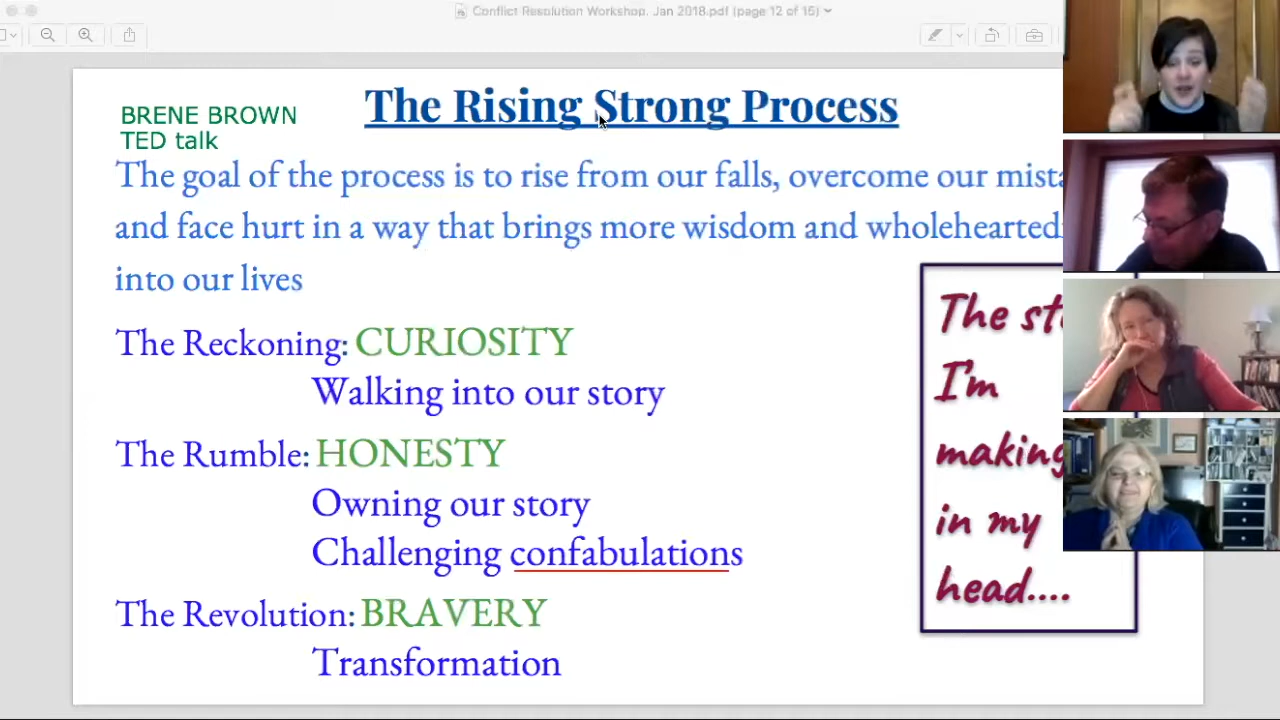 Conflict Resolution Workshop. Jan 2018.pdf (page 12 of 15)
BRENE BROWN
TED talk
The Rising Strong Process
The goal of the process is to rise from our falls, overcome our
and face hurt in a way that brings more wisdom and
into our lives
The Reckoning: CURIOSITY
Walking into our story
The Rumble: HONESTY
Owning our story
Challenging confabulations
The Revolution: BRAVERY
Transformation
The
I'm
making
in my
head....